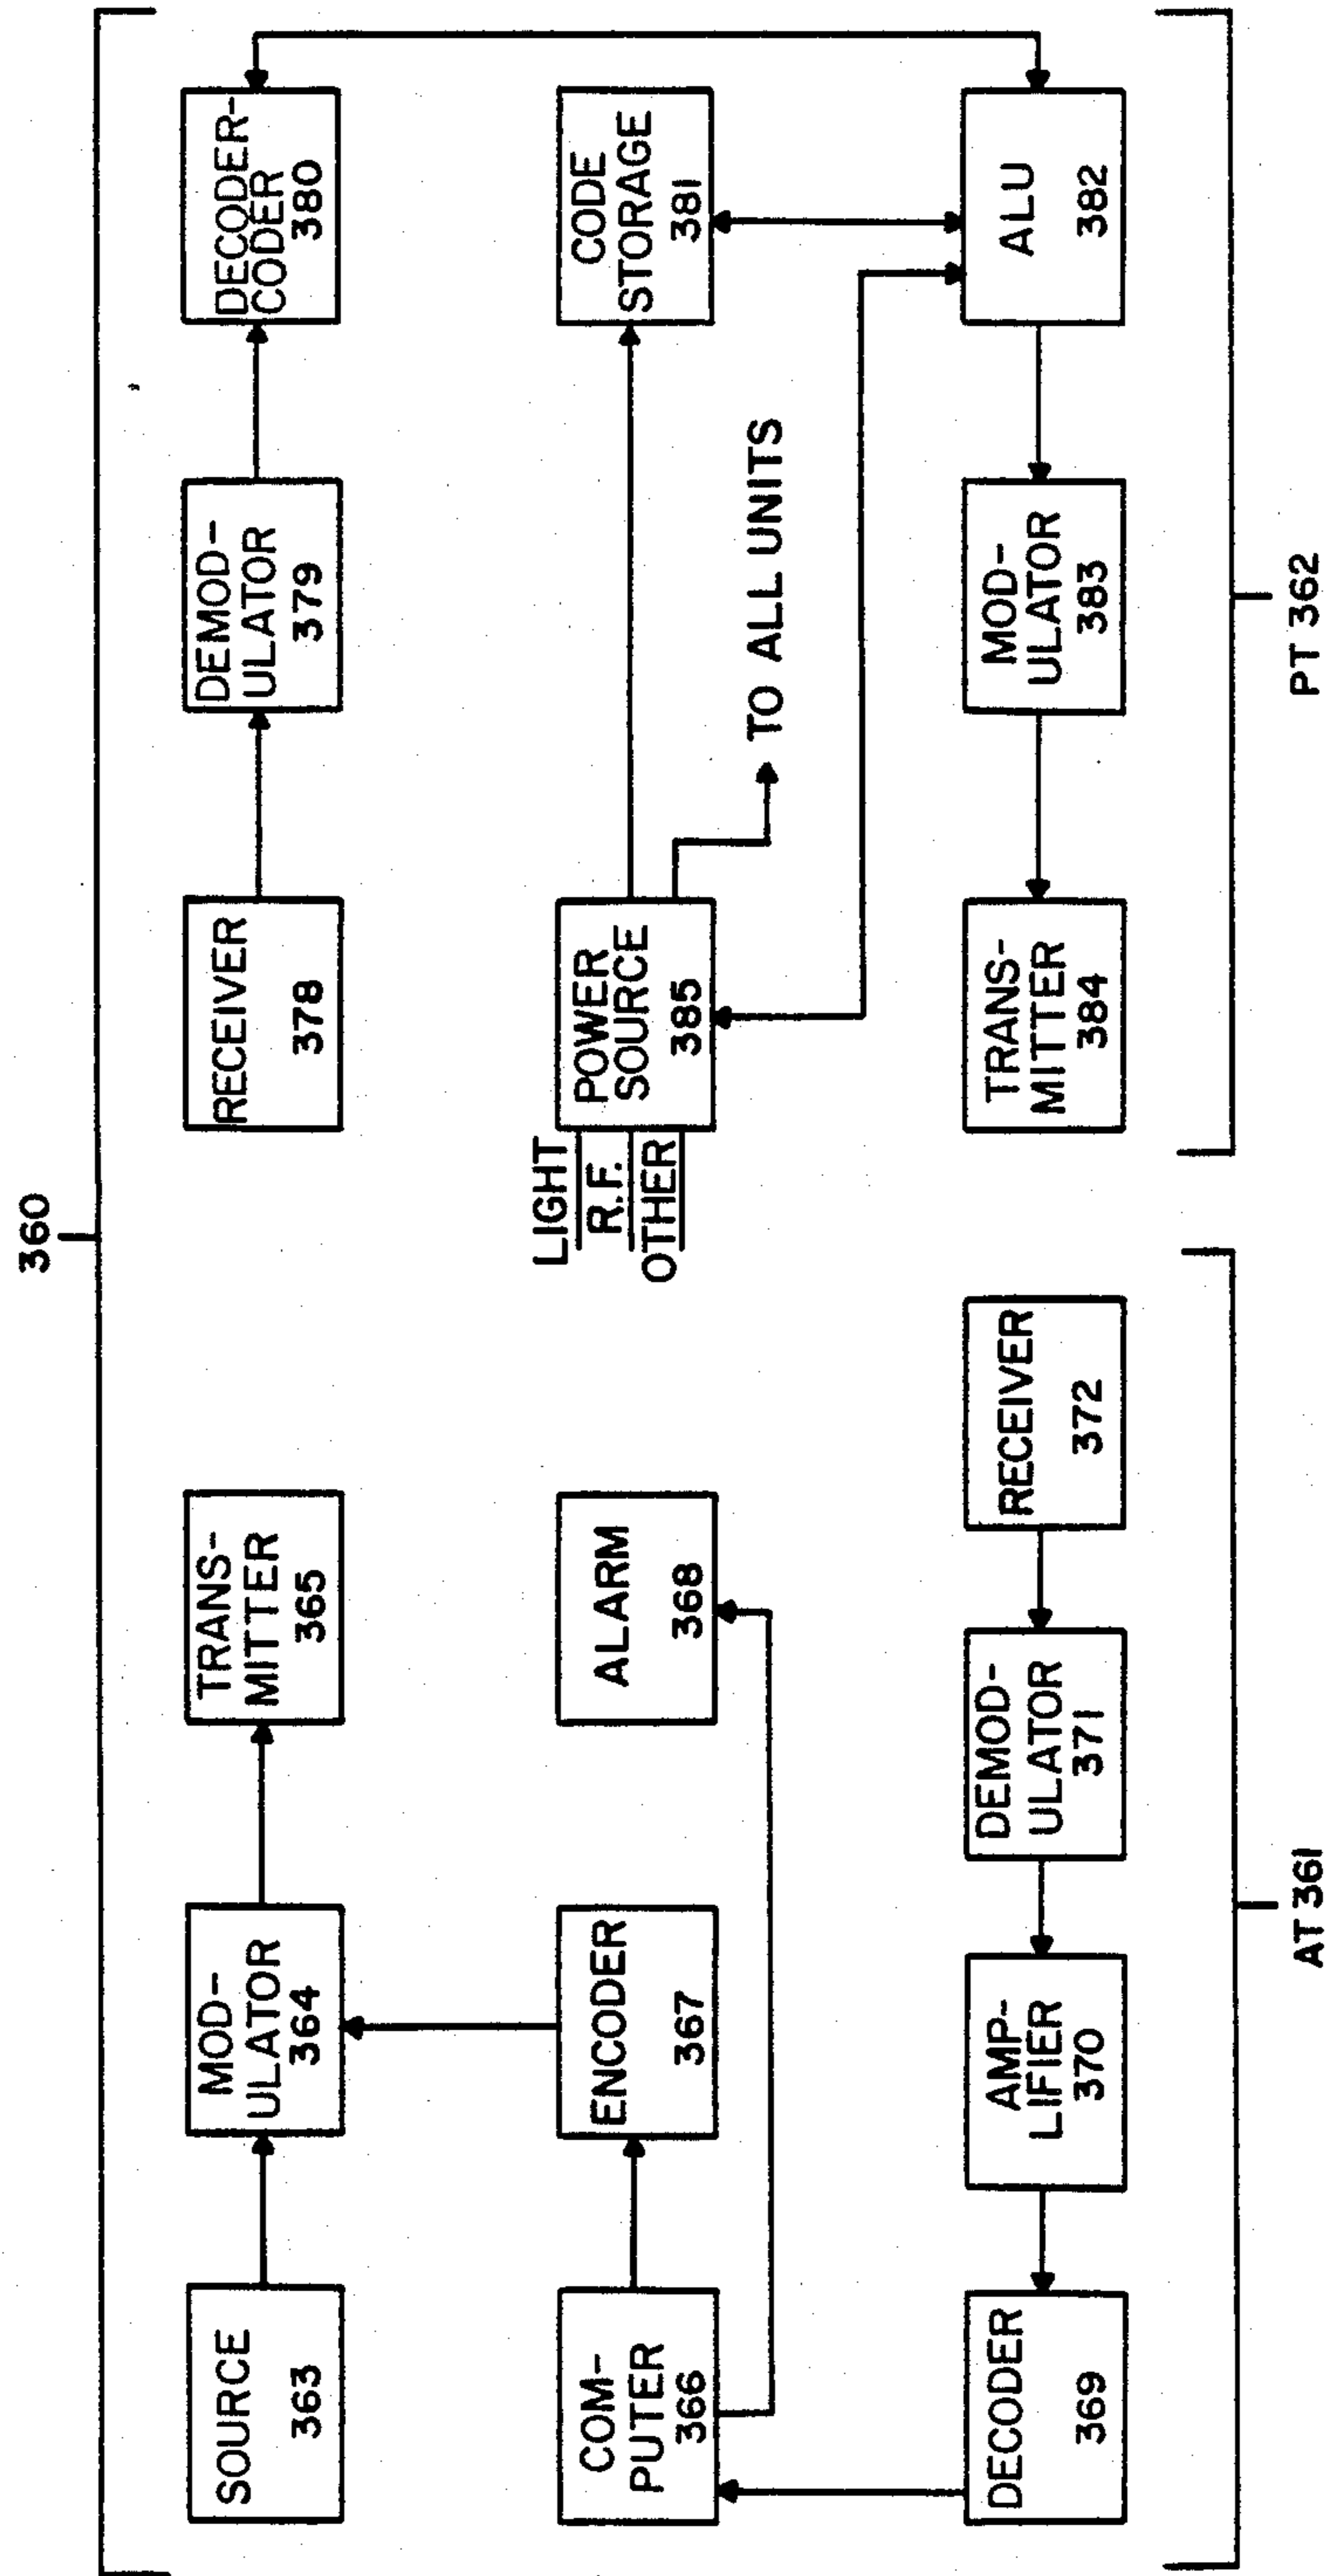 360
SOURCE
363
MOD-
ULATOR
364
TRANS-
MITTER
365
RECEIVER
378
DEMOD-
ULATOR
379
DECODER-
CODER
380
COM-
PUTER
366
ENCODER
367
ALARM
368
LIGHT
R.F.
OTHER
POWER
SOURCE
385
TO ALL UNITS
CODE
STORAGE
381
DECODER
369
AMP-
LIFIER
370
DEMOD-
ULATOR
371
RECEIVER
372
TRANS-
MITTER
384
MOD-
ULATOR
383
ALU
382
AT 361
PT 362